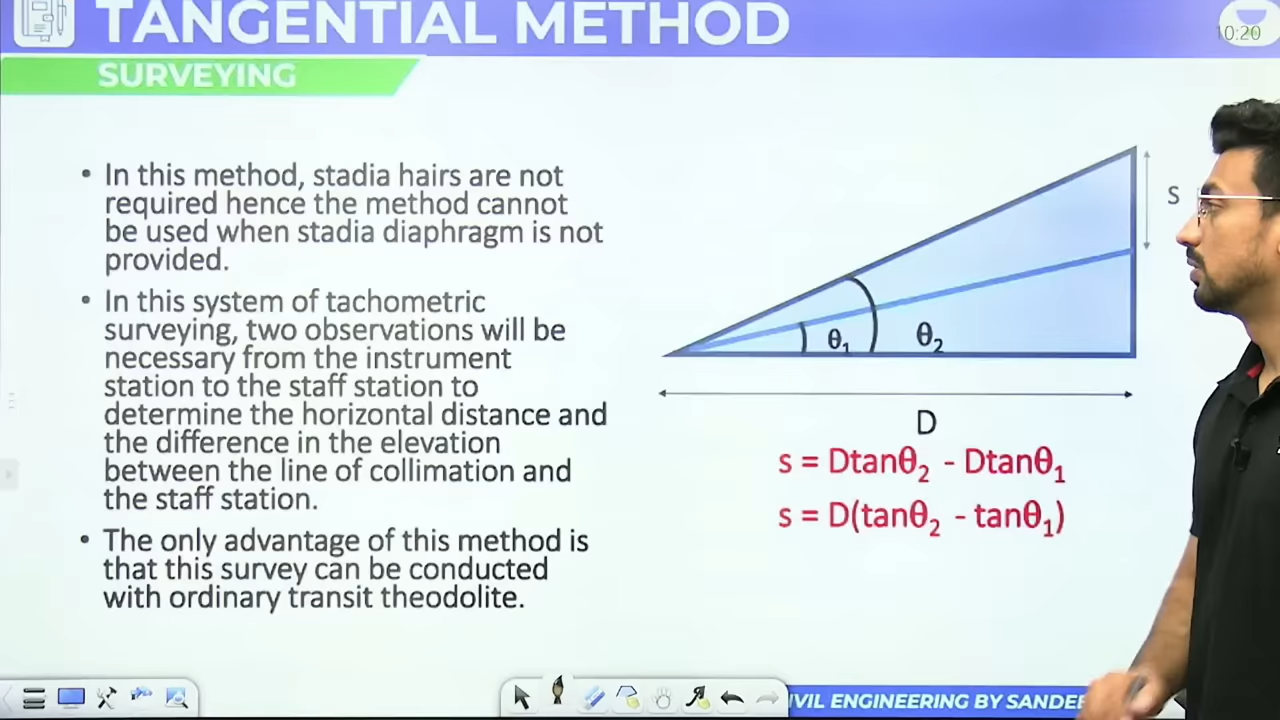 TANGENTIAL METHOD
10:20
SURVEYING
• In this method, stadia hairs are not
required hence the method cannot
be used when stadia diaphragm is not
provided.
• In this system of tachometric
surveying, two observations will be
necessary from the instrument
station to the staff station to
determine the horizontal distance and
the difference in the elevation
between the line of collimation and
the staff station.
• The only advantage of this method is
that this survey can be conducted
with ordinary transit theodolite.
s
θ₁
θ₂
D
s = Dtanθ₂ - Dtanθ₁
s = D(tanθ₂ - tanθ₁)
IVIL ENGINEERING BY SANDEE